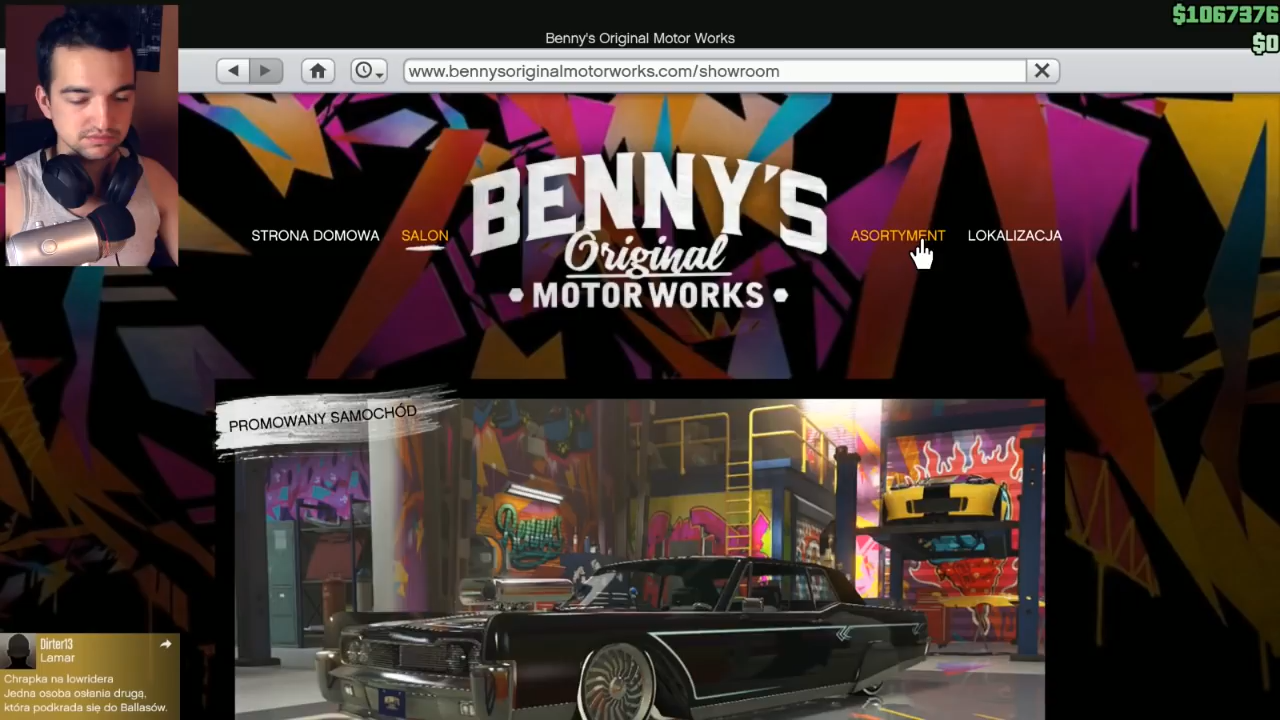 $1067376
$0
Benny's Original Motor Works
www.bennysoriginalmotorworks.com/showroom
BENNY'S
Original
MOTOR WORKS
STRONA DOMOWA
SALON
ASORTYMENT
LOKALIZACJA
PROMOWANY SAMOCHÓD
Benny's
Dirter13
Lamar
Chrapka na lowridera
Jedna osoba osłania drugą,
która podkrada się do Ballasów.